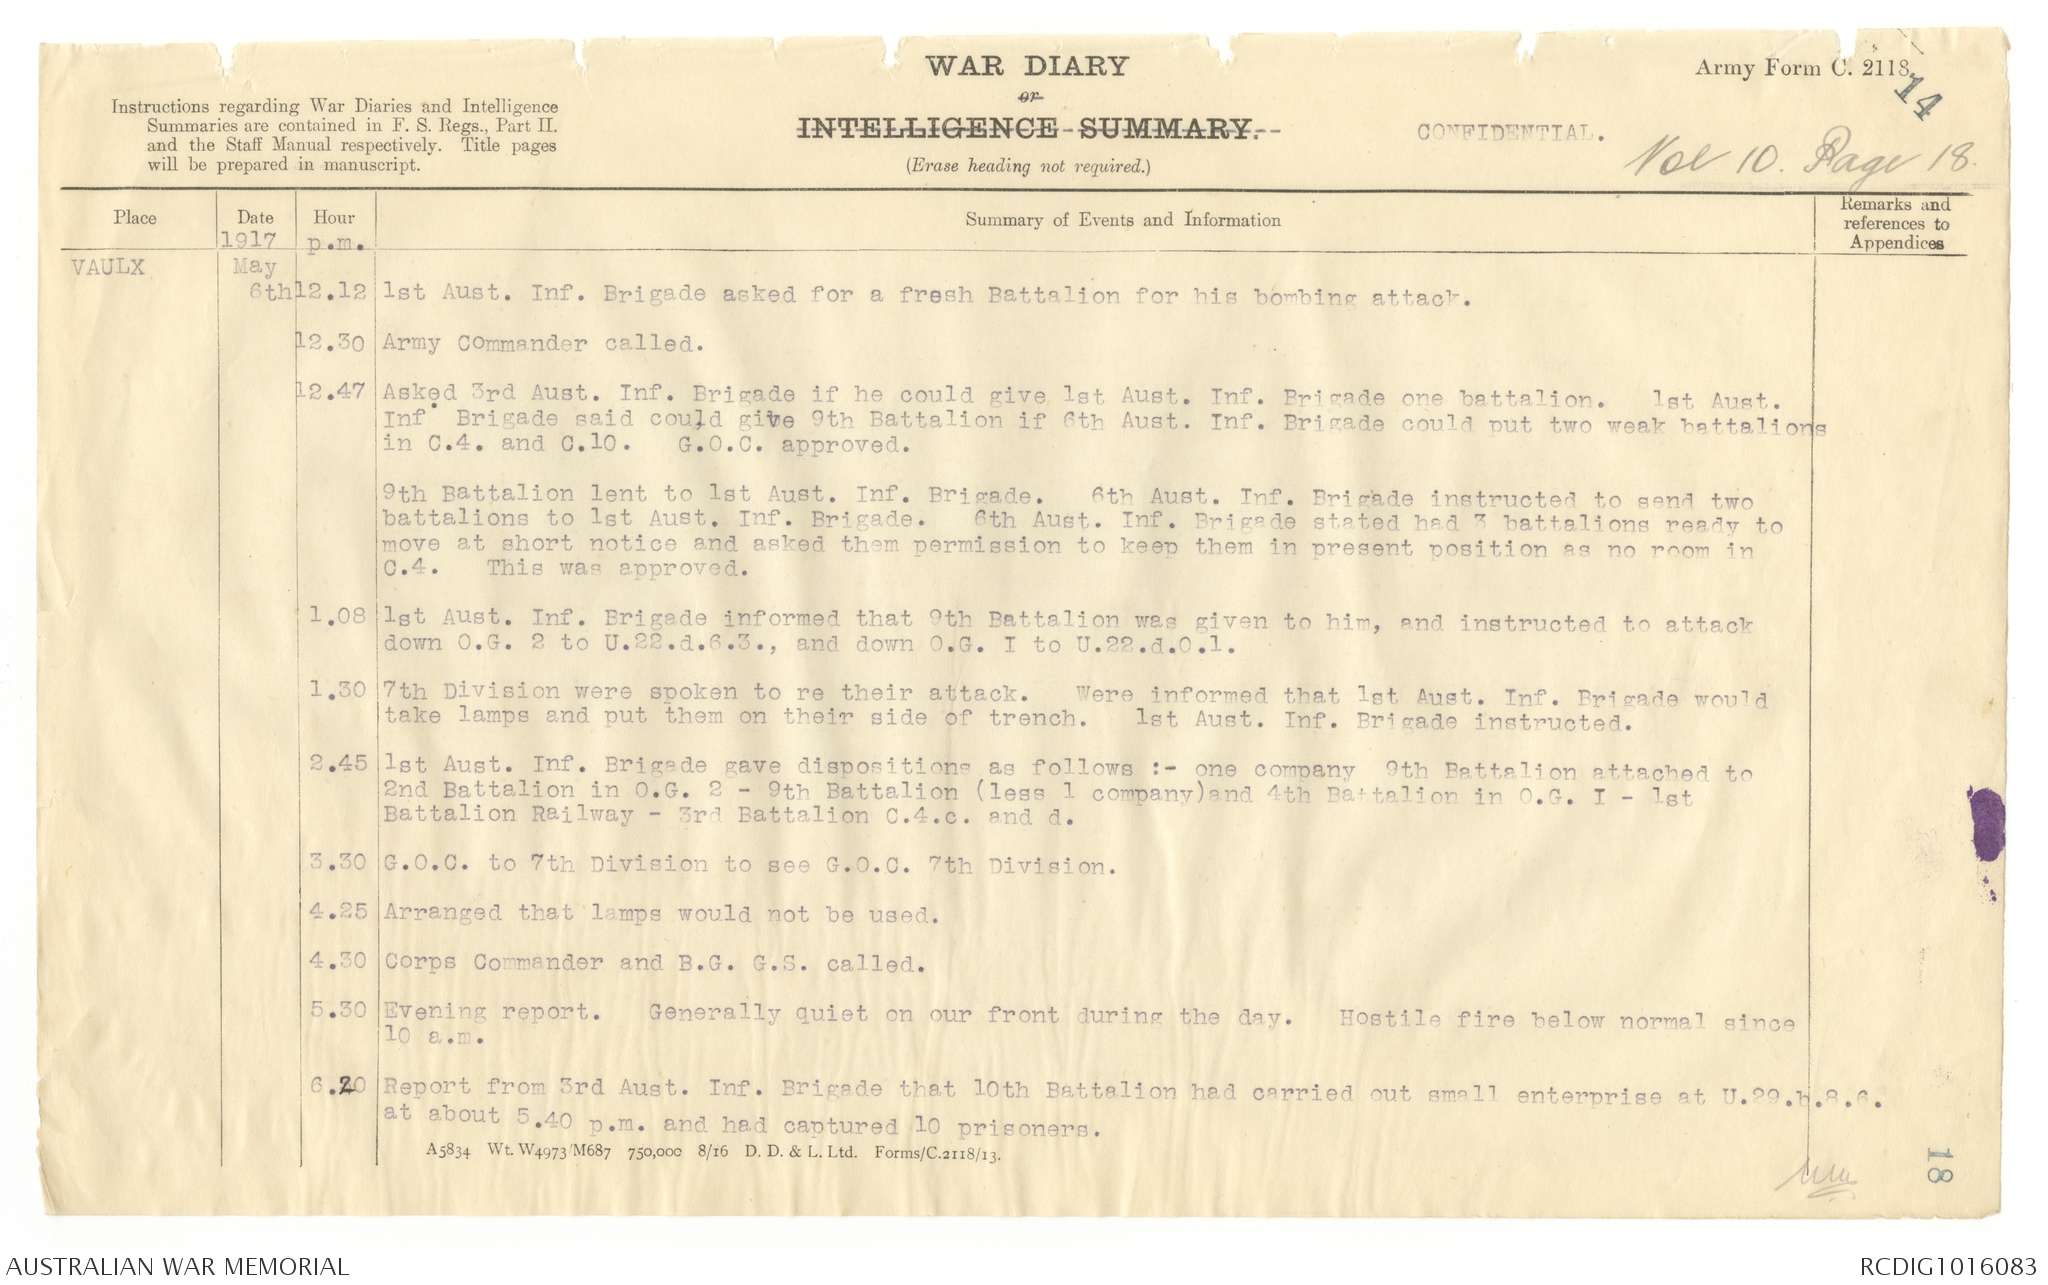 WAR DIARY
or
INTELLIGENCE SUMMARY.
(Erase heading not required.)
Army Form C. 2118.
14
Instructions regarding War Diaries and Intelligence
Summaries are contained in F. S. Regs., Part II.
and the Staff Manual respectively. Title pages
will be prepared in manuscript.
CONFIDENTIAL.
Vol 10. Page 18.
Place
Date
1917
Hour
p.m.
Summary of Events and Information
Remarks and
references to
Appendices
VAULX
May
6th 12.12 1st Aust. Inf. Brigade asked for a fresh Battalion for his bombing attack.
12.30 Army Commander called.
12.47 Asked 3rd Aust. Inf. Brigade if he could give 1st Aust. Inf. Brigade one battalion. 1st Aust.
Inf. Brigade said could give 9th Battalion if 6th Aust. Inf. Brigade could put two weak battalions
in C.4. and C.10. G.O.C. approved.
9th Battalion lent to 1st Aust. Inf. Brigade. 6th Aust. Inf. Brigade instructed to send two
battalions to 1st Aust. Inf. Brigade. 6th Aust. Inf. Brigade stated had 3 battalions ready to
move at short notice and asked them permission to keep them in present position as no room in
C.4. This was approved.
1.08 1st Aust. Inf. Brigade informed that 9th Battalion was given to him, and instructed to attack
down O.G. 2 to U.22.d.6.3., and down O.G. I to U.22.d.0.1.
1.30 7th Division were spoken to re their attack. Were informed that 1st Aust. Inf. Brigade would
take lamps and put them on their side of trench. 1st Aust. Inf. Brigade instructed.
2.45 1st Aust. Inf. Brigade gave dispositions as follows :- one company 9th Battalion attached to
2nd Battalion in O.G. 2 - 9th Battalion (less 1 company)and 4th Battalion in O.G. I - 1st
Battalion Railway - 3rd Battalion C.4.c. and d.
3.30 G.O.C. to 7th Division to see G.O.C. 7th Division.
4.25 Arranged that lamps would not be used.
4.30 Corps Commander and B.G. G.S. called.
5.30 Evening report. Generally quiet on our front during the day. Hostile fire below normal since
10 a.m.
6.20 Report from 3rd Aust. Inf. Brigade that 10th Battalion had carried out small enterprise at U.29.b.8.6.
at about 5.40 p.m. and had captured 10 prisoners.
A5834 Wt. W4973/M687 750,000 8/16 D. D. & L. Ltd. Forms/C.2118/13.
18
AUSTRALIAN WAR MEMORIAL
RCDIG1016083